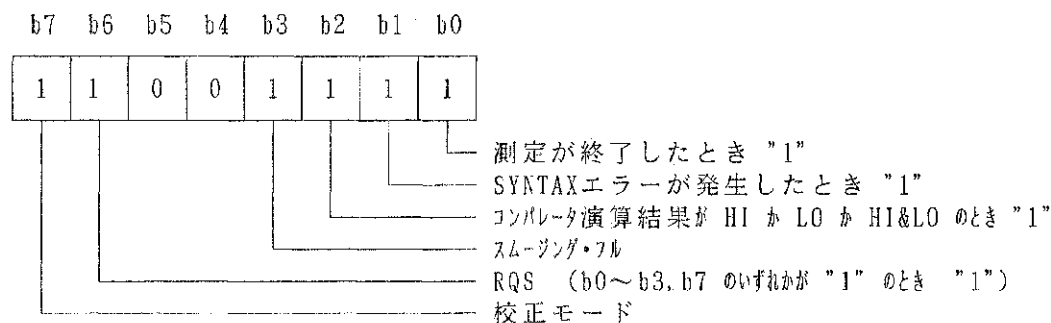 b7 b6 b5 b4 b3 b2 b1 b0
1 1 0 0 1 1 1 1
測定が終了したとき "1"
SYNTAXエラーが発生したとき "1"
コンパレータ演算結果が HI か LO か HI&LO のとき "1"
スムージング・フル
RQS (b0～b3, b7 のいずれかが "1" のとき "1")
校正モード